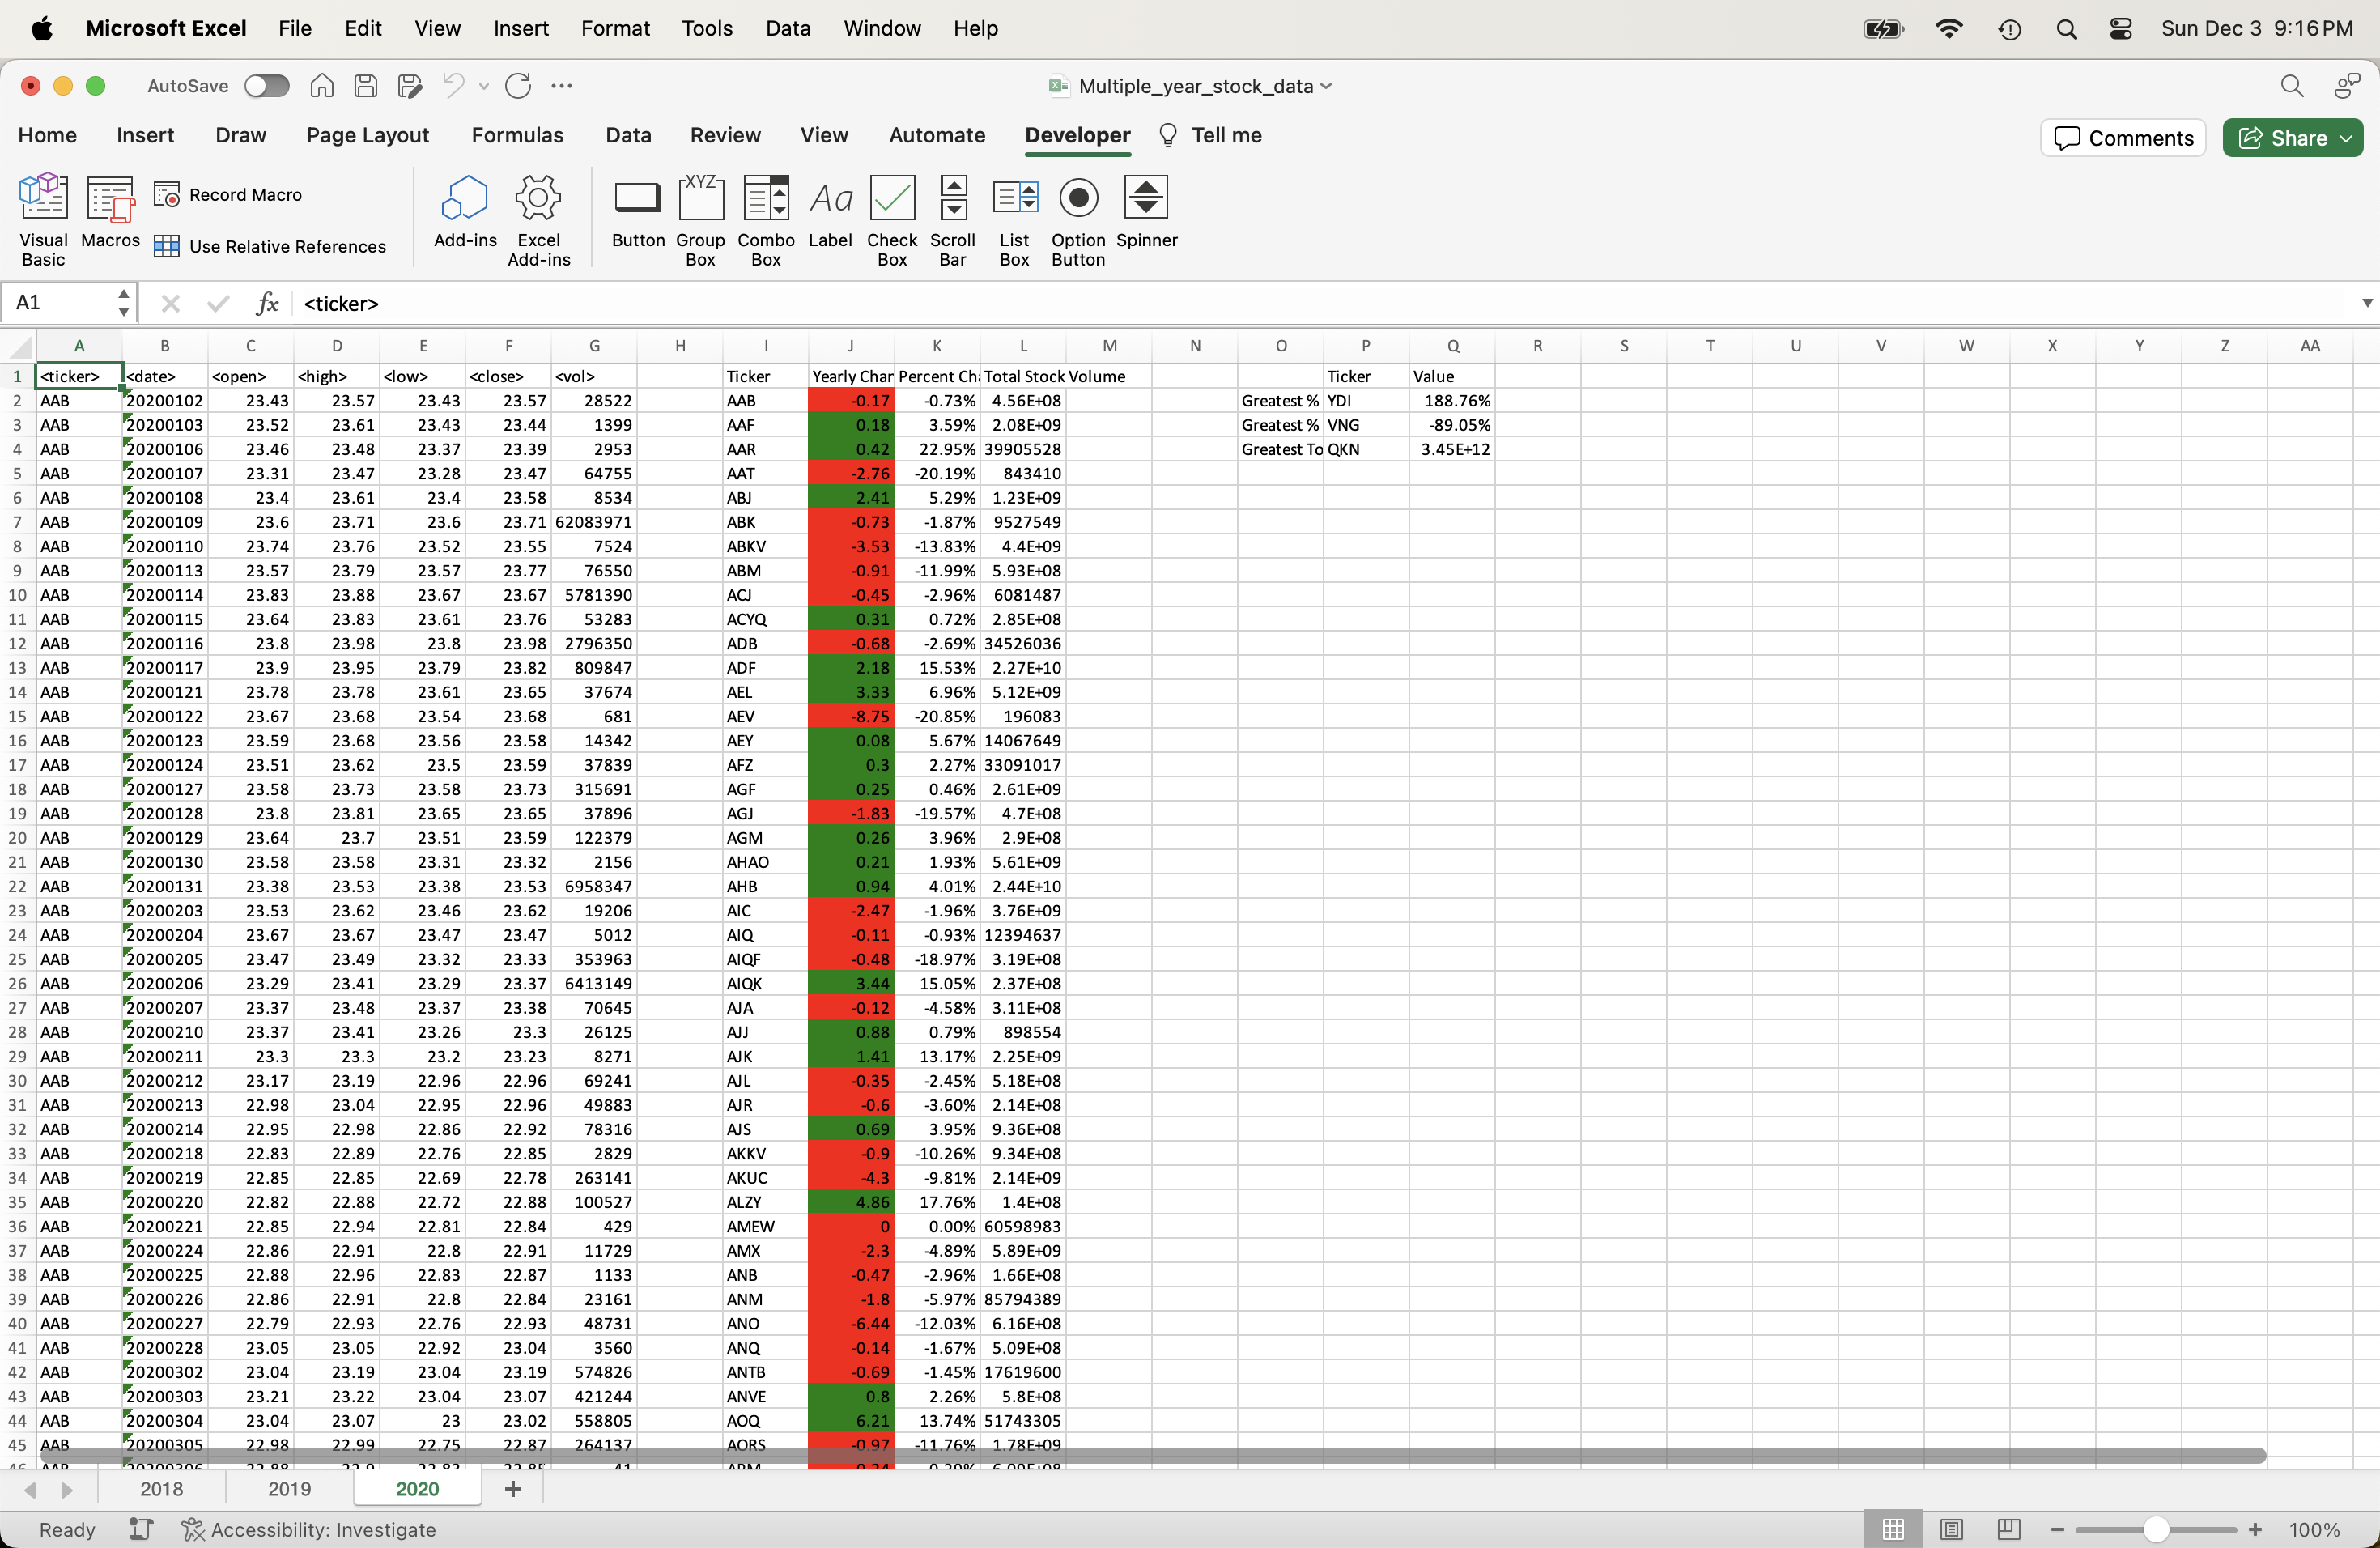 Microsoft Excel File Edit View Insert Format Tools Data Window Help Sun Dec 3 9:16 PM
AutoSave Multiple_year_stock_data
Home Insert Draw Page Layout Formulas Data Review View Automate Developer Tell me Comments Share
Visual Basic Macros Record Macro Use Relative References Add-ins Excel Add-ins Button Group Box Combo Box Label Check Box Scroll Bar List Box Option Button Spinner
A1 fx <ticker>
A B C D E F G H I J K L M N O P Q R S T U V W X Y Z AA
1 <ticker> <date> <open> <high> <low> <close> <vol> Ticker Yearly Char Percent Ch Total Stock Volume Ticker Value
2 AAB 20200102 23.43 23.57 23.43 23.57 28522 AAB -0.17 -0.73% 4.56E+08 Greatest % YDI 188.76%
3 AAB 20200103 23.52 23.61 23.43 23.44 1399 AAF 0.18 3.59% 2.08E+09 Greatest % VNG -89.05%
4 AAB 20200106 23.46 23.48 23.37 23.39 2953 AAR 0.42 22.95% 39905528 Greatest To QKN 3.45E+12
5 AAB 20200107 23.31 23.47 23.28 23.47 64755 AAT -2.76 -20.19% 843410
6 AAB 20200108 23.4 23.61 23.4 23.58 8534 ABJ 2.41 5.29% 1.23E+09
7 AAB 20200109 23.6 23.71 23.6 23.71 62083971 ABK -0.73 -1.87% 9527549
8 AAB 20200110 23.74 23.76 23.52 23.55 7524 ABKV -3.53 -13.83% 4.4E+09
9 AAB 20200113 23.57 23.79 23.57 23.77 76550 ABM -0.91 -11.99% 5.93E+08
10 AAB 20200114 23.83 23.88 23.67 23.67 5781390 ACJ -0.45 -2.96% 6081487
11 AAB 20200115 23.64 23.83 23.61 23.76 53283 ACYQ 0.31 0.72% 2.85E+08
12 AAB 20200116 23.8 23.98 23.8 23.98 2796350 ADB -0.68 -2.69% 34526036
13 AAB 20200117 23.9 23.95 23.79 23.82 809847 ADF 2.18 15.53% 2.27E+10
14 AAB 20200121 23.78 23.78 23.61 23.65 37674 AEL 3.33 6.96% 5.12E+09
15 AAB 20200122 23.67 23.68 23.54 23.68 681 AEV -8.75 -20.85% 196083
16 AAB 20200123 23.59 23.68 23.56 23.58 14342 AEY 0.08 5.67% 14067649
17 AAB 20200124 23.51 23.62 23.5 23.59 37839 AFZ 0.3 2.27% 33091017
18 AAB 20200127 23.58 23.73 23.58 23.73 315691 AGF 0.25 0.46% 2.61E+09
19 AAB 20200128 23.8 23.81 23.65 23.65 37896 AGJ -1.83 -19.57% 4.7E+08
20 AAB 20200129 23.64 23.7 23.51 23.59 122379 AGM 0.26 3.96% 2.9E+08
21 AAB 20200130 23.58 23.58 23.31 23.32 2156 AHAO 0.21 1.93% 5.61E+09
22 AAB 20200131 23.38 23.53 23.38 23.53 6958347 AHB 0.94 4.01% 2.44E+10
23 AAB 20200203 23.53 23.62 23.46 23.62 19206 AIC -2.47 -1.96% 3.76E+09
24 AAB 20200204 23.67 23.67 23.47 23.47 5012 AIQ -0.11 -0.93% 12394637
25 AAB 20200205 23.47 23.49 23.32 23.33 353963 AIQF -0.48 -18.97% 3.19E+08
26 AAB 20200206 23.29 23.41 23.29 23.37 6413149 AIQK 3.44 15.05% 2.37E+08
27 AAB 20200207 23.37 23.48 23.37 23.38 70645 AJA -0.12 -4.58% 3.11E+08
28 AAB 20200210 23.37 23.41 23.26 23.3 26125 AJJ 0.88 0.79% 898554
29 AAB 20200211 23.3 23.3 23.2 23.23 8271 AJK 1.41 13.17% 2.25E+09
30 AAB 20200212 23.17 23.19 22.96 22.96 69241 AJL -0.35 -2.45% 5.18E+08
31 AAB 20200213 22.98 23.04 22.95 22.96 49883 AJR -0.6 -3.60% 2.14E+08
32 AAB 20200214 22.95 22.98 22.86 22.92 78316 AJS 0.69 3.95% 9.36E+08
33 AAB 20200218 22.83 22.89 22.76 22.85 2829 AKKV -0.9 -10.26% 9.34E+08
34 AAB 20200219 22.85 22.85 22.69 22.78 263141 AKUC -4.3 -9.81% 2.14E+09
35 AAB 20200220 22.82 22.88 22.72 22.88 100527 ALZY 4.86 17.76% 1.4E+08
36 AAB 20200221 22.85 22.94 22.81 22.84 429 AMEW 0 0.00% 60598983
37 AAB 20200224 22.86 22.91 22.8 22.91 11729 AMX -2.3 -4.89% 5.89E+09
38 AAB 20200225 22.88 22.96 22.83 22.87 1133 ANB -0.47 -2.96% 1.66E+08
39 AAB 20200226 22.86 22.91 22.8 22.84 23161 ANM -1.8 -5.97% 85794389
40 AAB 20200227 22.79 22.93 22.76 22.93 48731 ANO -6.44 -12.03% 6.16E+08
41 AAB 20200228 23.05 23.05 22.92 23.04 3560 ANQ -0.14 -1.67% 5.09E+08
42 AAB 20200302 23.04 23.19 23.04 23.19 574826 ANTB -0.69 -1.45% 17619600
43 AAB 20200303 23.21 23.22 23.04 23.07 421244 ANVE 0.8 2.26% 5.8E+08
44 AAB 20200304 23.04 23.07 23 23.02 558805 AOQ 6.21 13.74% 51743305
45 AAB 20200305 22.98 22.99 22.75 22.87 264137 AORS -0.97 -11.76% 1.78E+09
2018 2019 2020 +
Ready Accessibility: Investigate 100%